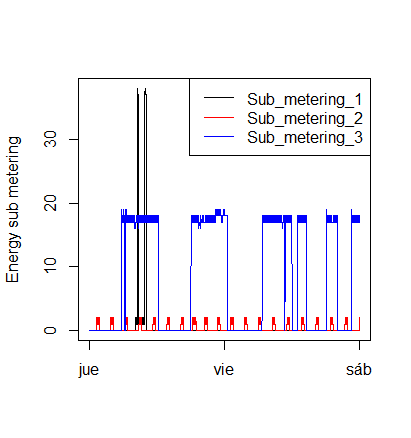 Sub_metering_1
Sub_metering_2
Sub_metering_3
Energy sub metering
30
20
10
0
jue vie sáb